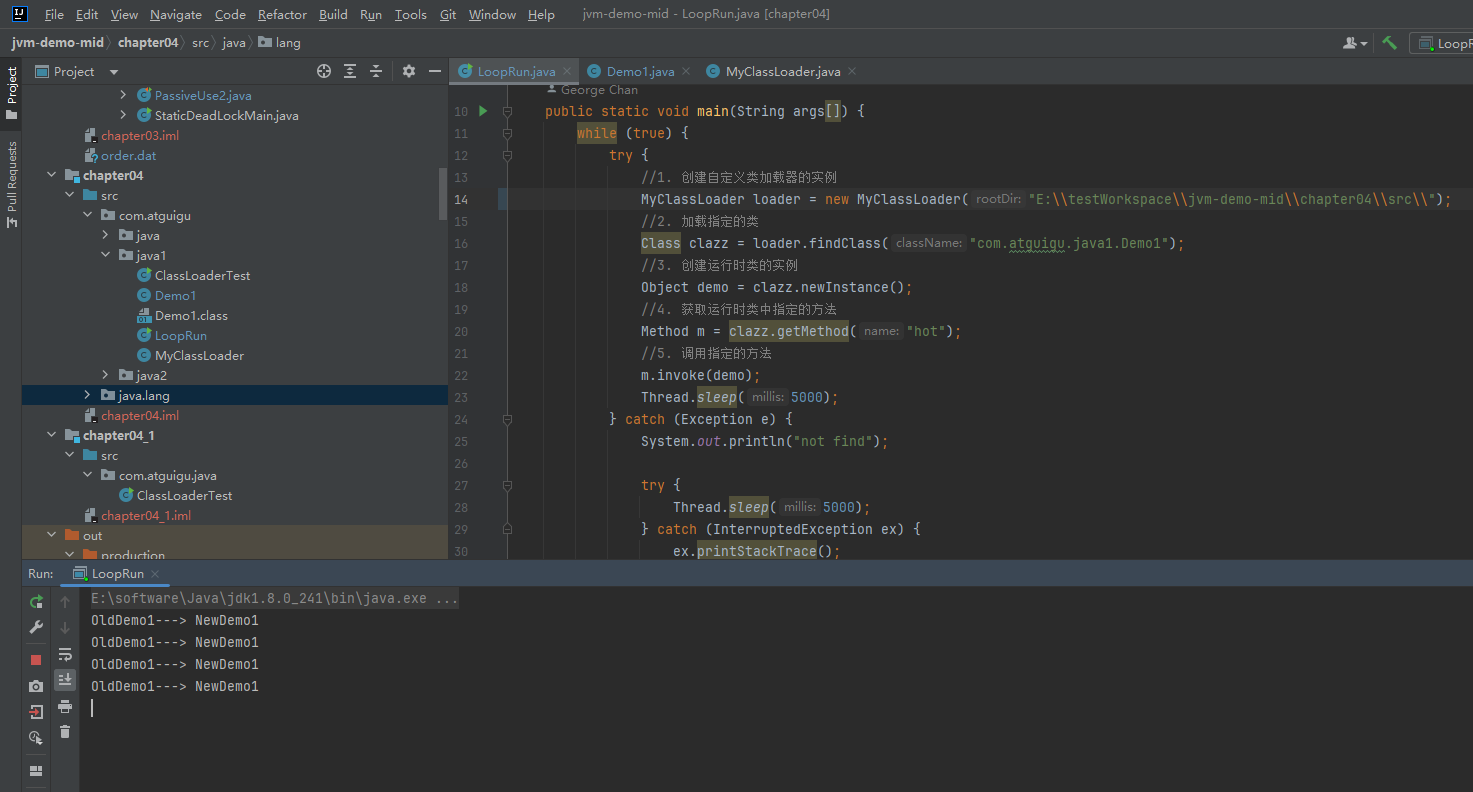 File Edit View Navigate Code Refactor Build Run Tools Git Window Help jvm-demo-mid - LoopRun.java [chapter04]
jvm-demo-mid chapter04 src java lang
Project
Pull Requests
Project
PassiveUse2.java
StaticDeadLockMain.java
chapter03.iml
order.dat
chapter04
src
com.atguigu
java
java1
ClassLoaderTest
Demo1
Demo1.class
LoopRun
MyClassLoader
java2
java.lang
chapter04.iml
chapter04_1
src
com.atguigu.java
ClassLoaderTest
chapter04_1.iml
out
production
LoopRun.java Demo1.java MyClassLoader.java
George Chan
10 public static void main(String args[]) {
11 while (true) {
12 try {
13 //1. 创建自定义类加载器的实例
14 MyClassLoader loader = new MyClassLoader( rootDir: "E:\\testWorkspace\\jvm-demo-mid\\chapter04\\src\\");
15 //2. 加载指定的类
16 Class clazz = loader.findClass( className: "com.atguigu.java1.Demo1");
17 //3. 创建运行时类的实例
18 Object demo = clazz.newInstance();
19 //4. 获取运行时类中指定的方法
20 Method m = clazz.getMethod( name: "hot");
21 //5. 调用指定的方法
22 m.invoke(demo);
23 Thread.sleep( millis: 5000);
24 } catch (Exception e) {
25 System.out.println("not find");
26
27 try {
28 Thread.sleep( millis: 5000);
29 } catch (InterruptedException ex) {
30 ex.printStackTrace();
Run: LoopRun
E:\software\Java\jdk1.8.0_241\bin\java.exe ...
OldDemo1---> NewDemo1
OldDemo1---> NewDemo1
OldDemo1---> NewDemo1
OldDemo1---> NewDemo1